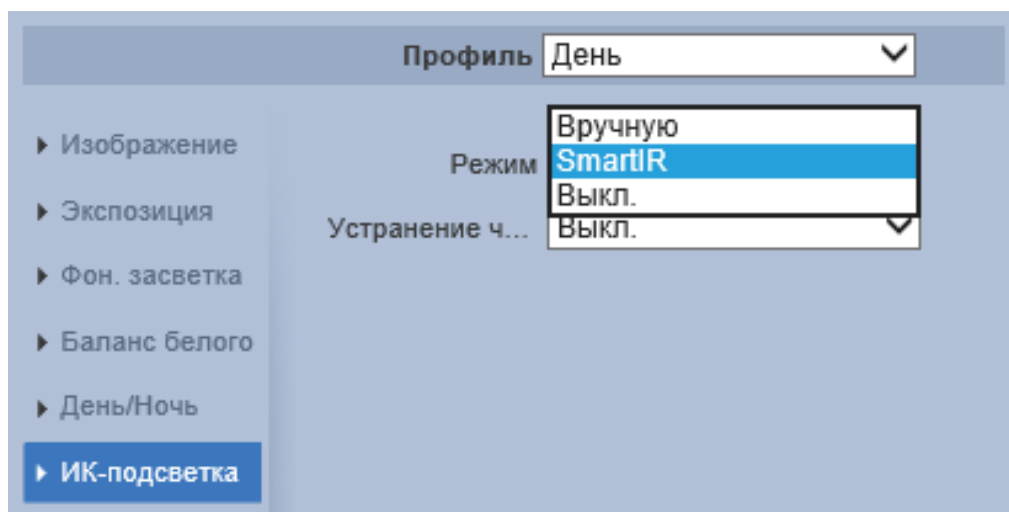 Профиль День
Вручную
Изображение
Режим SmartIR
Выкл.
Экспозиция
Устранение ч... Выкл.
Фон. засветка
Баланс белого
День/Ночь
ИК-подсветка